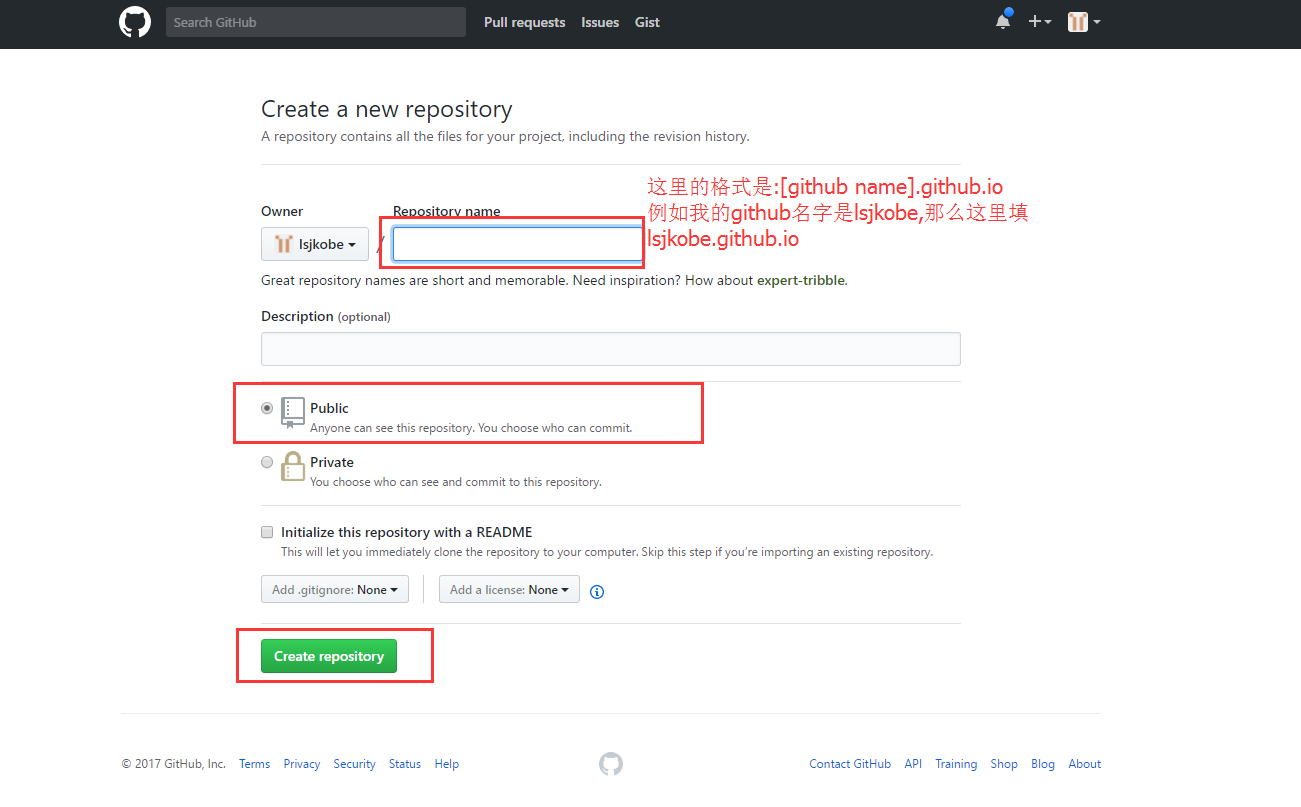 Search GitHub
Pull requests
Issues
Gist
Create a new repository
A repository contains all the files for your project, including the revision history.
这里的格式是:[github name].github.io
例如我的github名字是lsjkobe,那么这里填
lsjkobe.github.io
Owner
Repository name
lsjkobe
/
Great repository names are short and memorable. Need inspiration? How about expert-tribble.
Description (optional)
Public
Anyone can see this repository. You choose who can commit.
Private
You choose who can see and commit to this repository.
Initialize this repository with a README
This will let you immediately clone the repository to your computer. Skip this step if you’re importing an existing repository.
Add .gitignore: None
Add a license: None
Create repository
© 2017 GitHub, Inc.
Terms
Privacy
Security
Status
Help
Contact GitHub
API
Training
Shop
Blog
About